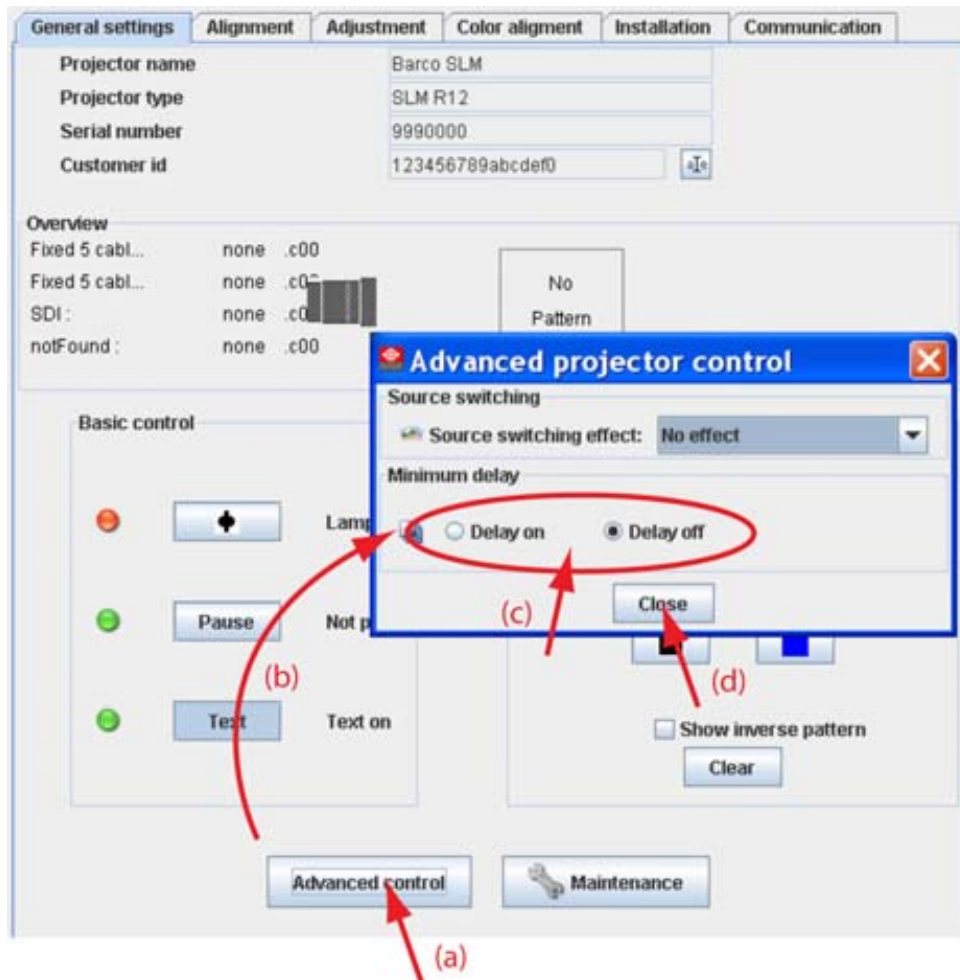 General settings Alignment Adjustment Color aligment Installation Communication
Projector name Barco SLM
Projector type SLM R12
Serial number 9990000
Customer id 123456789abcdef0
Overview
Fixed 5 cabl... none .c00
Fixed 5 cabl... none
SDI : none
notFound : none .c00
No
Pattern
Advanced projector control
Source switching
Source switching effect: No effect
Minimum delay
Delay on Delay off
Close
Basic control
Lamp
(c)
Pause Not p
(b)
(d)
Text Text on
Show inverse pattern
Clear
Advanced control Maintenance
(a)